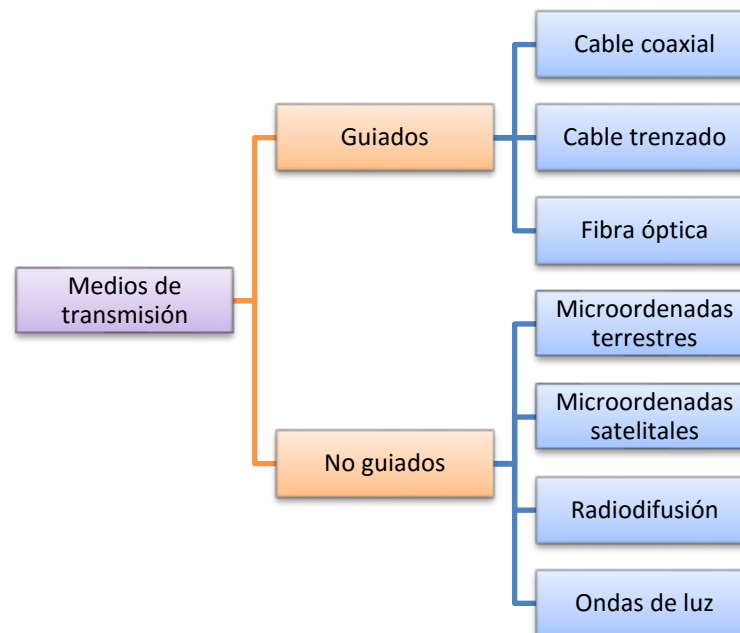 Medios de
transmisión
Guiados
Cable coaxial
Cable trenzado
Fibra óptica
No guiados
Microordenadas
terrestres
Microordenadas
satelitales
Radiodifusión
Ondas de luz